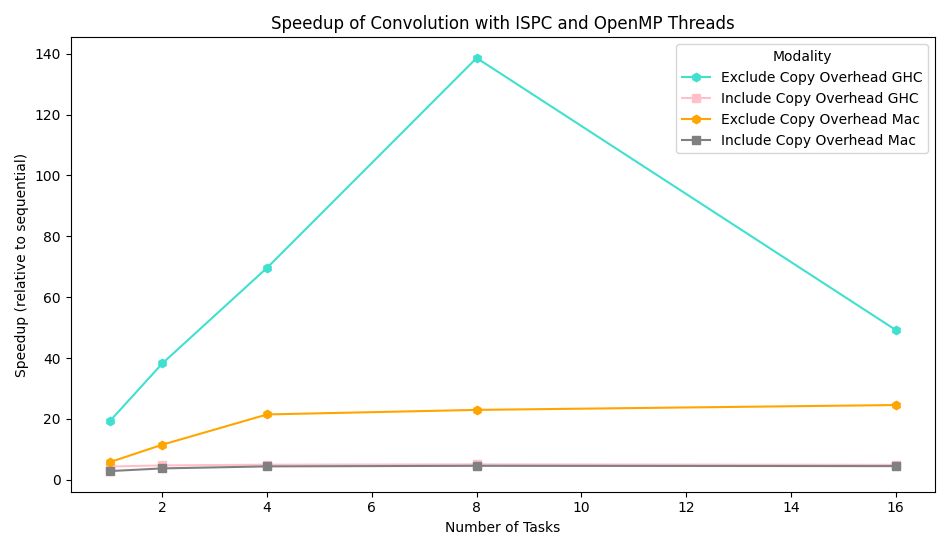 Speedup of Convolution with ISPC and OpenMP Threads
Modality
Exclude Copy Overhead GHC
Include Copy Overhead GHC
Exclude Copy Overhead Mac
Include Copy Overhead Mac
Speedup (relative to sequential)
140
120
100
80
60
40
20
0
2 4 6 8 10 12 14 16
Number of Tasks